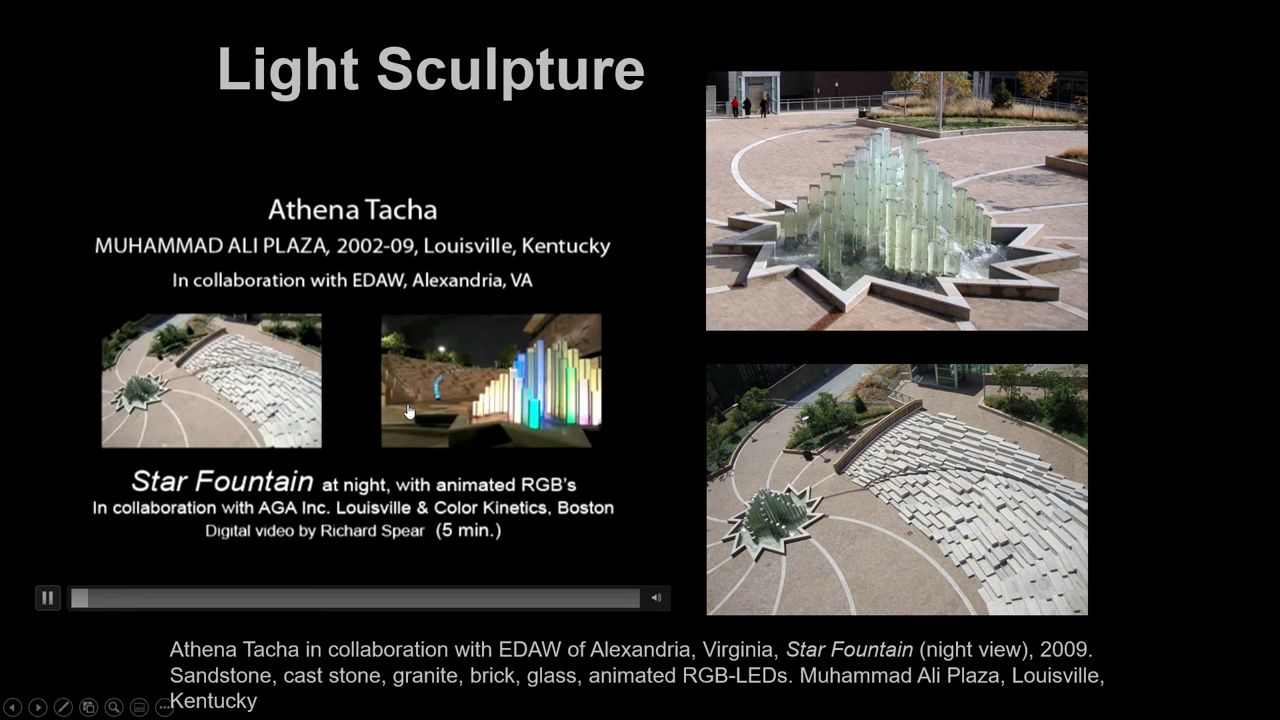 Light Sculpture
Athena Tacha
MUHAMMAD ALI PLAZA, 2002-09, Louisville, Kentucky
In collaboration with EDAW, Alexandria, VA
Star Fountain at night, with animated RGB's
In collaboration with AGA Inc. Louisville & Color Kinetics, Boston
Digital video by Richard Spear (5 min.)
Athena Tacha in collaboration with EDAW of Alexandria, Virginia, Star Fountain (night view), 2009.
Sandstone, cast stone, granite, brick, glass, animated RGB-LEDs. Muhammad Ali Plaza, Louisville,
Kentucky